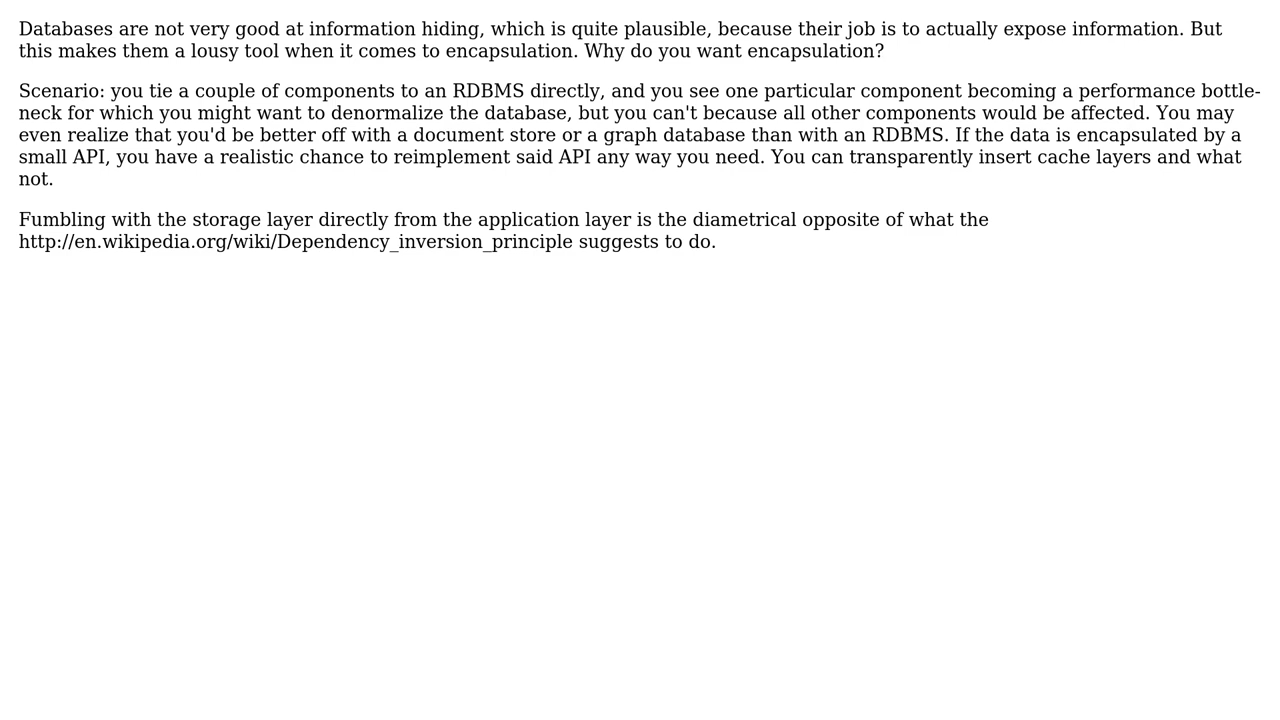 Databases are not very good at information hiding, which is quite plausible, because their job is to actually expose information. But
this makes them a lousy tool when it comes to encapsulation. Why do you want encapsulation?
Scenario: you tie a couple of components to an RDBMS directly, and you see one particular component becoming a performance bottle-
neck for which you might want to denormalize the database, but you can't because all other components would be affected. You may
even realize that you'd be better off with a document store or a graph database than with an RDBMS. If the data is encapsulated by a
small API, you have a realistic chance to reimplement said API any way you need. You can transparently insert cache layers and what
not.
Fumbling with the storage layer directly from the application layer is the diametrical opposite of what the
http://en.wikipedia.org/wiki/Dependency_inversion_principle suggests to do.